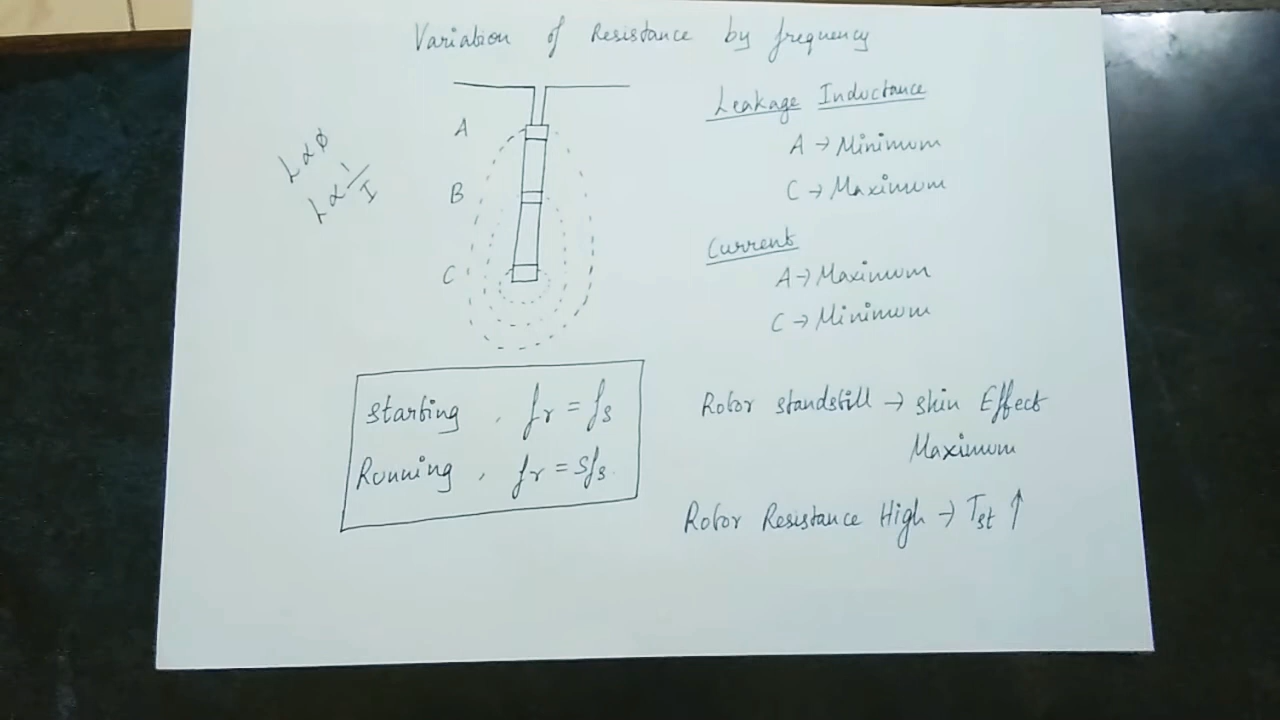 Variation of Resistance by frequency
L ∝ φ
L ∝ 1/I
A
B
C
Leakage Inductance
A → Minimum
C → Maximum
Current
A → Maximum
C → Minimum
Starting , fr = fs
Running , fr = sfs.
Rotor standstill → Skin Effect
Maximum
Rotor Resistance High → Tst ↑